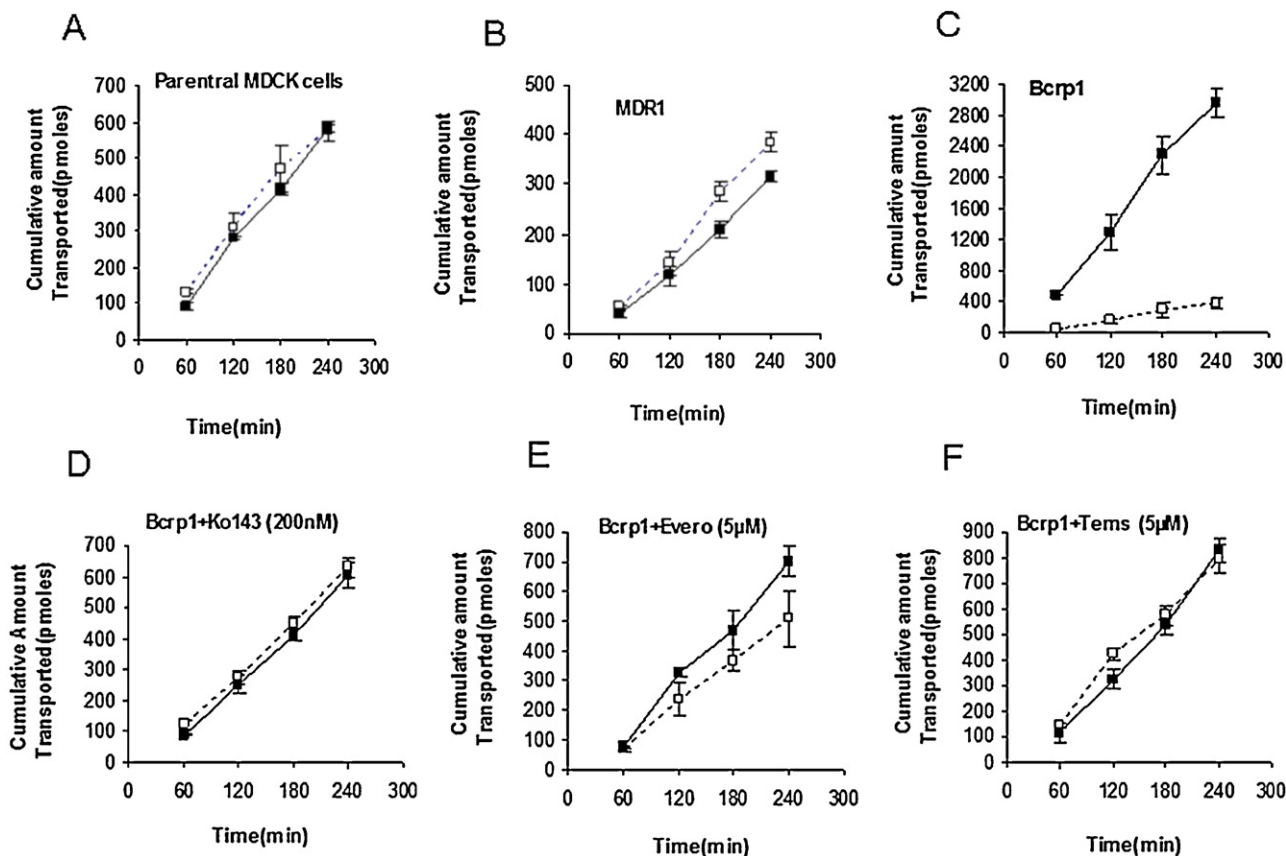 A
Parentral MDCK cells
Cumulative amount
Transported(pmoles)
700
600
500
400
300
200
100
0
0 60 120 180 240 300
Time(min)
B
MDR1
Cumulative amount
Transported(pmoles)
500
400
300
200
100
0
0 60 120 180 240 300
Time(min)
C
Bcrp1
Cumulative amunt
Transported(pmoles)
3200
2800
2400
2000
1600
1200
800
400
0
0 60 120 180 240 300
Time(min)
D
Bcrp1+Ko143 (200nM)
Cumulative Amount
Transported(pmoles)
700
600
500
400
300
200
100
0
0 60 120 180 240 300
Time(min)
E
Bcrp1+Evero (5µM)
Cumulative amount
Transported(pmoles)
800
700
600
500
400
300
200
100
0
0 60 120 180 240 300
Time(min)
F
Bcrp1+Tems (5µM)
Cumulative amount
Transported(pmoles)
900
800
700
600
500
400
300
200
100
0
0 60 120 180 240 300
Time(min)